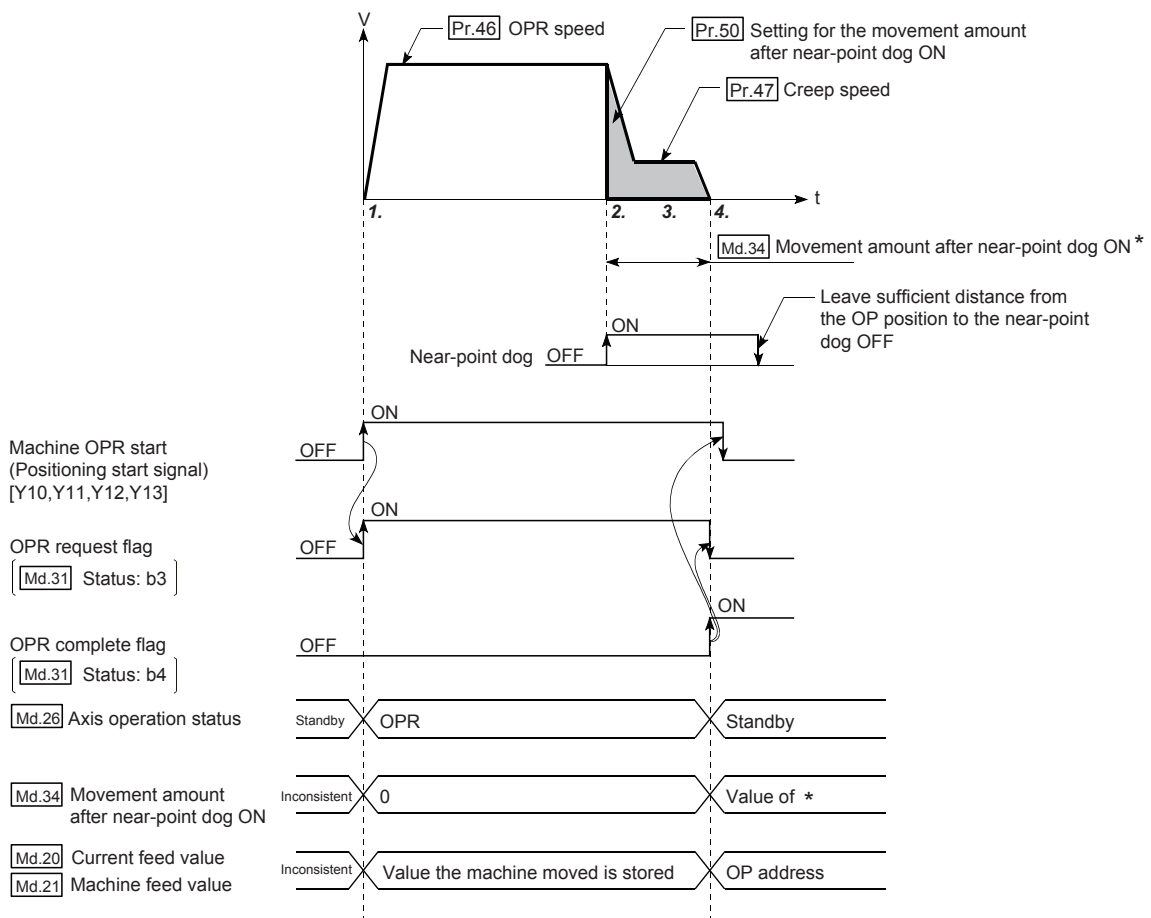 V
Pr.46 OPR speed
Pr.50 Setting for the movement amount
after near-point dog ON
Pr.47 Creep speed
t
1.
2.
3.
4.
Md.34 Movement amount after near-point dog ON*
Leave sufficient distance from
the OP position to the near-point
dog OFF
ON
Near-point dog OFF
ON
Machine OPR start
(Positioning start signal)
[Y10,Y11,Y12,Y13]
OFF
ON
OPR request flag
Md.31 Status: b3
OFF
ON
OPR complete flag
Md.31 Status: b4
OFF
Md.26 Axis operation status
Standby
OPR
Standby
Md.34 Movement amount
after near-point dog ON
Inconsistent
0
Value of *
Md.20 Current feed value
Md.21 Machine feed value
Inconsistent
Value the machine moved is stored
OP address